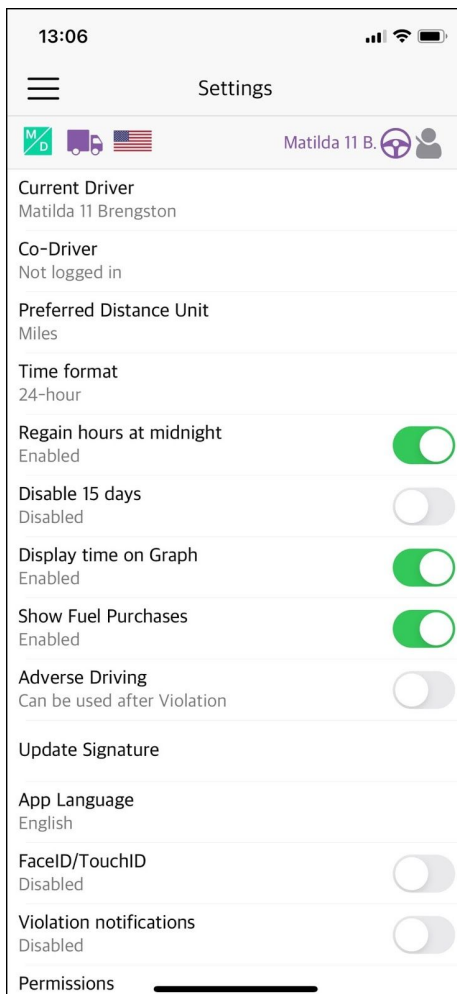 13:06
Settings
M/D
Matilda 11 B.
Current Driver
Matilda 11 Brengston
Co-Driver
Not logged in
Preferred Distance Unit
Miles
Time format
24-hour
Regain hours at midnight
Enabled
Disable 15 days
Disabled
Display time on Graph
Enabled
Show Fuel Purchases
Enabled
Adverse Driving
Can be used after Violation
Update Signature
App Language
English
FaceID/TouchID
Disabled
Violation notifications
Disabled
Permissions